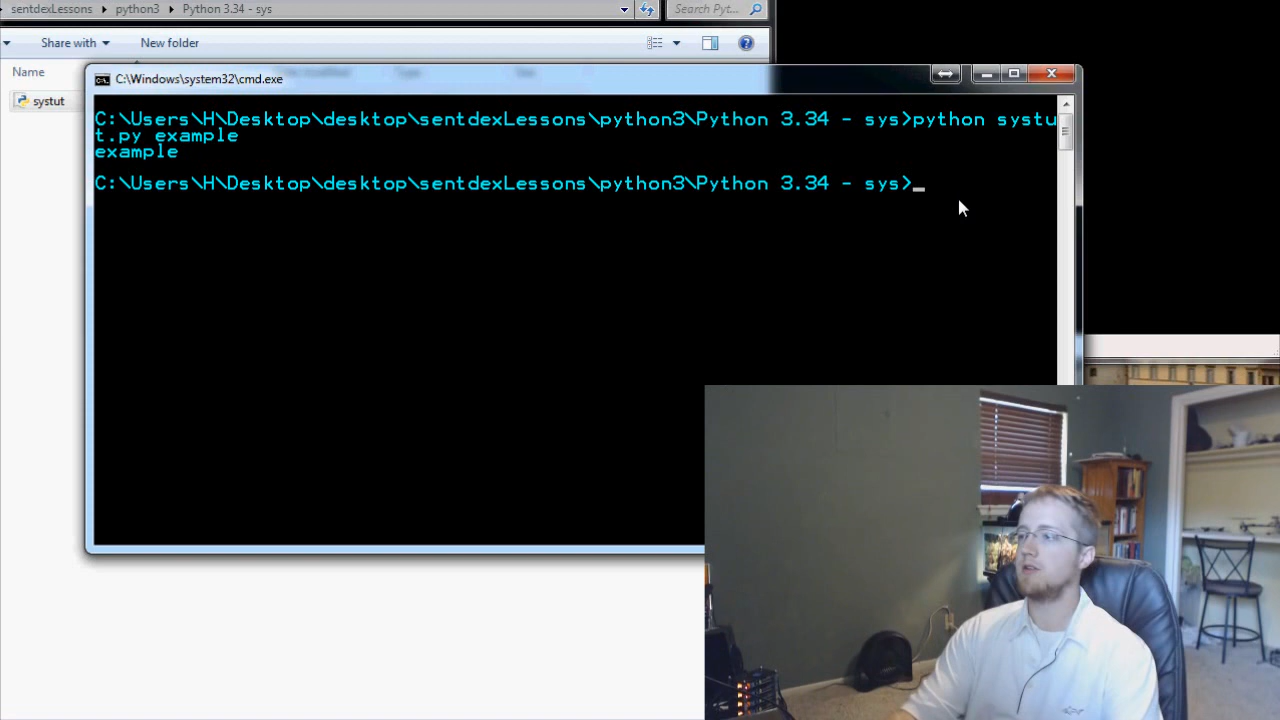 sentdexLessons python3 Python 3.34 - sys
Search Pyt...
Share with New folder
Name
systut
C:\Windows\system32\cmd.exe
C:\Users\H\Desktop\desktop\sentdexLessons\python3\Python 3.34 - sys>python systu
t.py example
example
C:\Users\H\Desktop\desktop\sentdexLessons\python3\Python 3.34 - sys>_